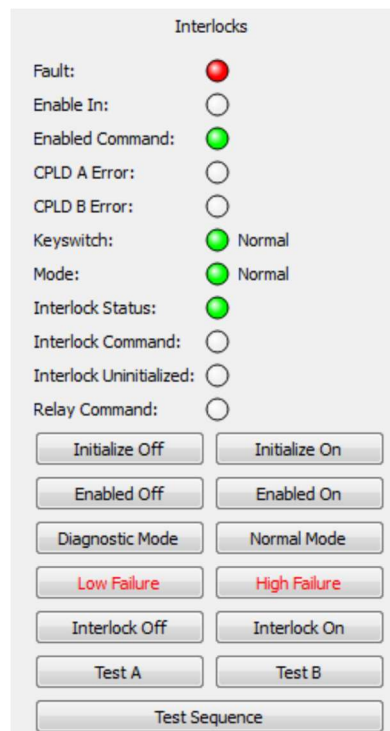 Interlocks
Fault:
Enable In:
Enabled Command:
CPLD A Error:
CPLD B Error:
Keyswitch: Normal
Mode: Normal
Interlock Status:
Interlock Command:
Interlock Uninitialized:
Relay Command:
Initialize Off Initialize On
Enabled Off Enabled On
Diagnostic Mode Normal Mode
Low Failure High Failure
Interlock Off Interlock On
Test A Test B
Test Sequence